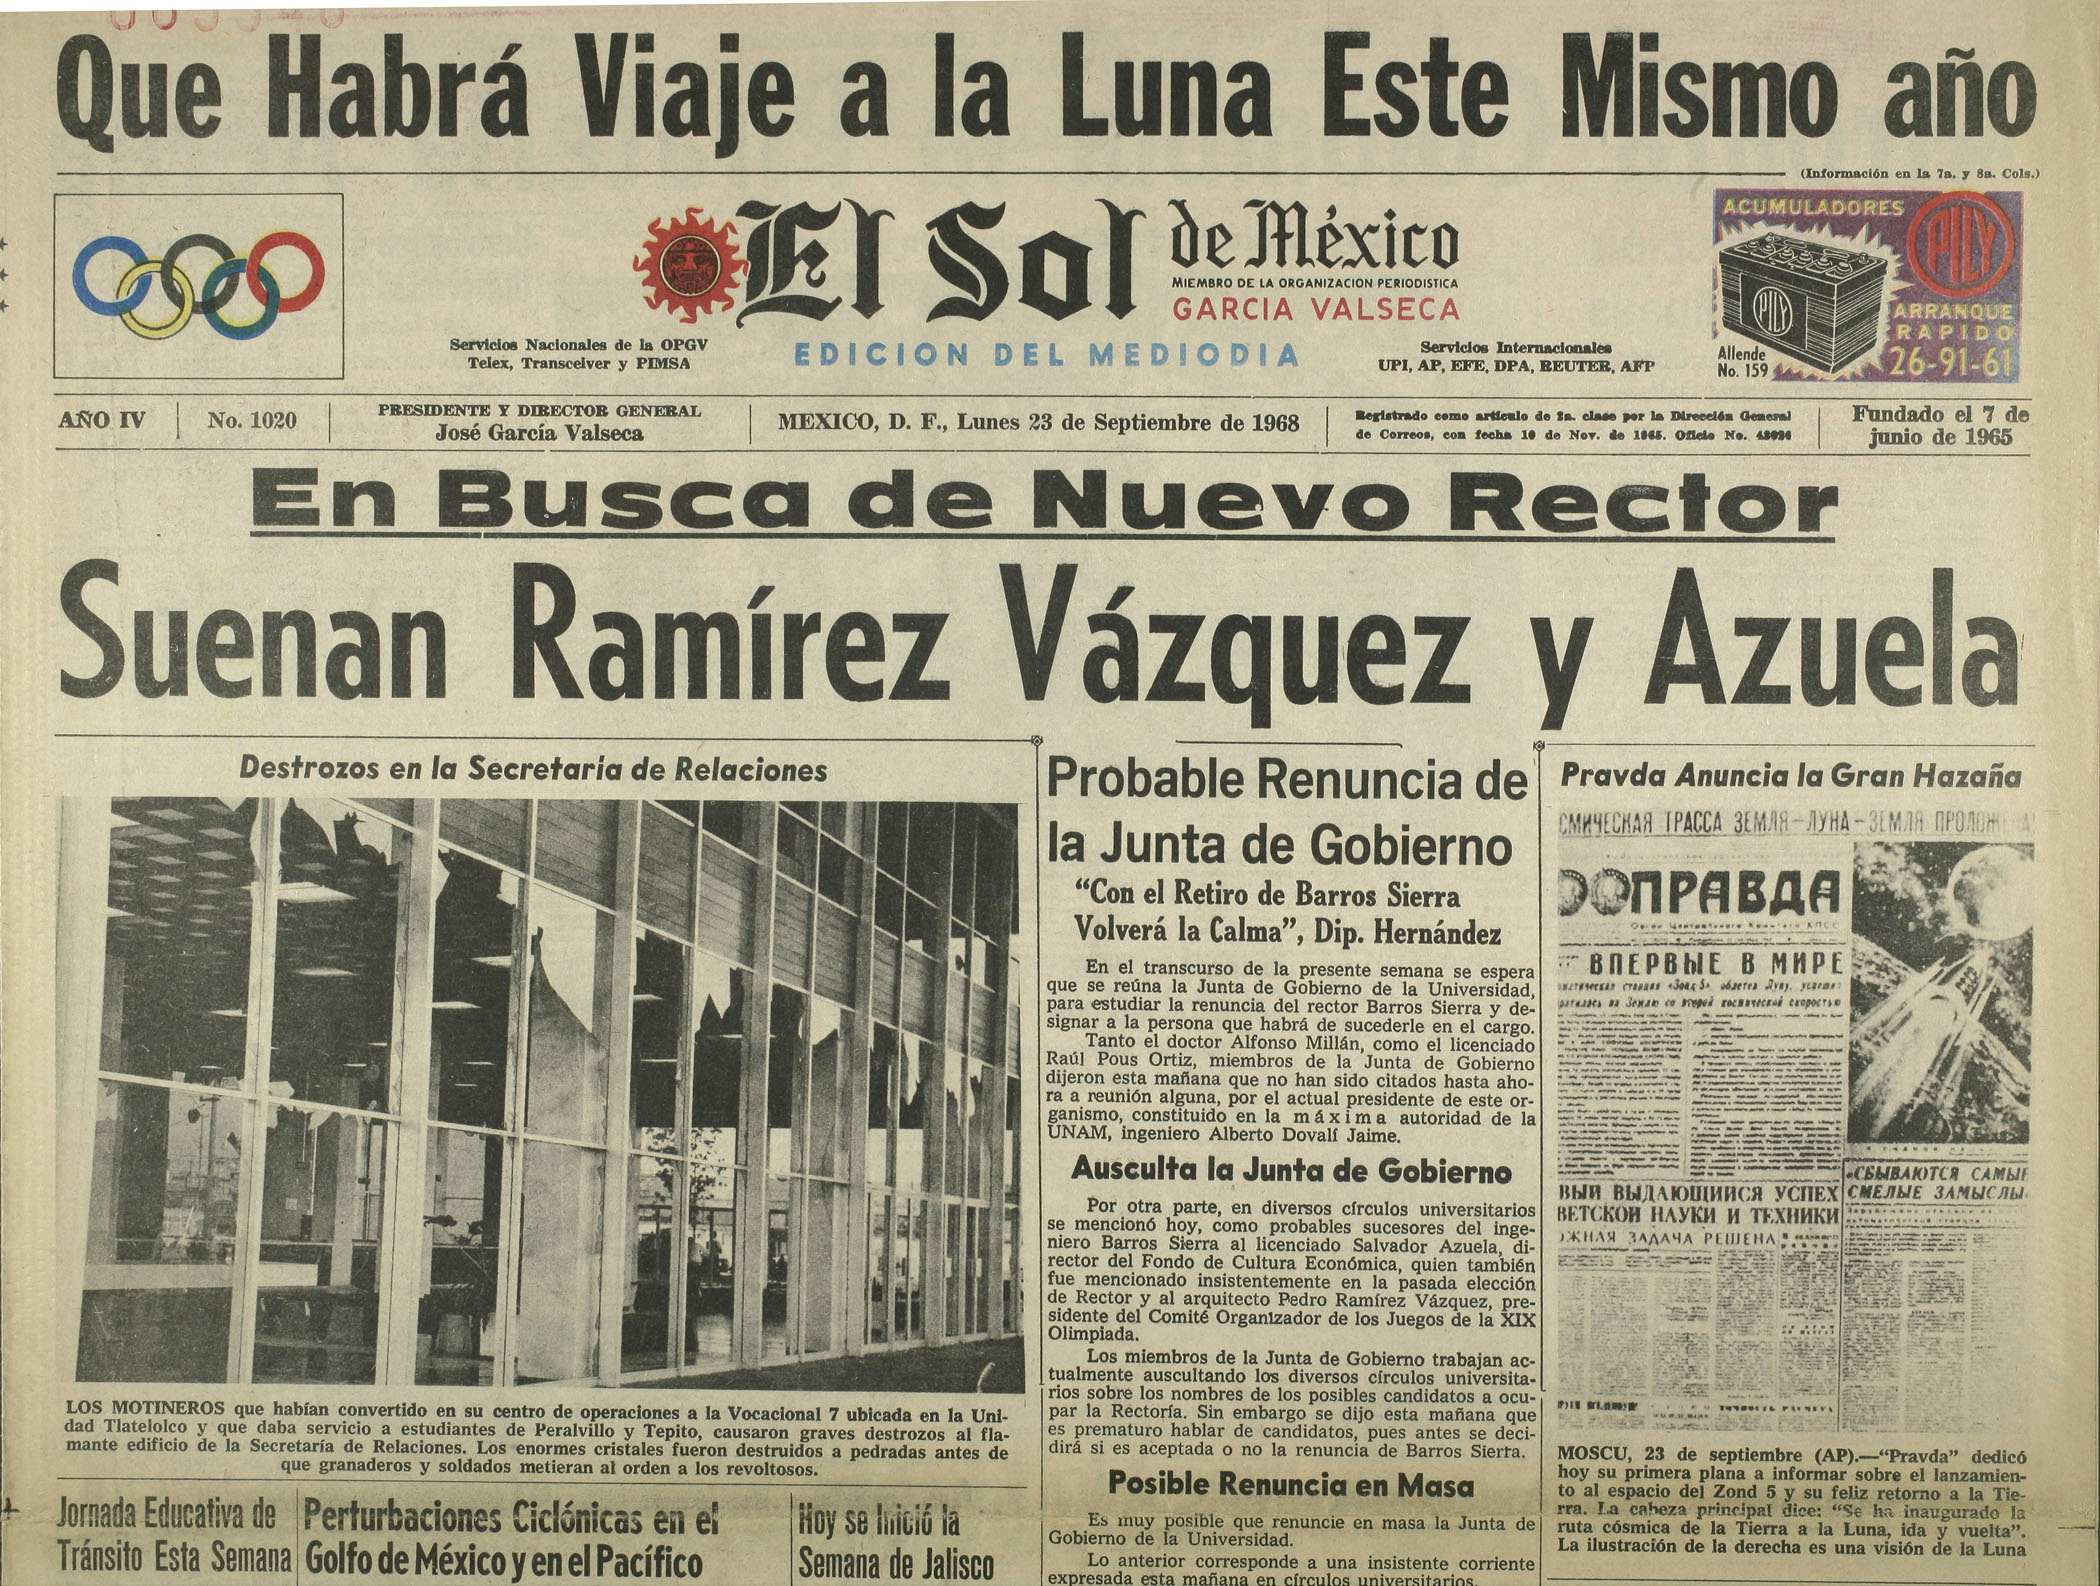 Que Habrá Viaje a la Luna Este Mismo año
(Información en la 7a. y 8a. Cols.)
El Sol de México
MIEMBRO DE LA ORGANIZACION PERIODISTICA
GARCIA VALSECA
Servicios Nacionales de la OPGV
Telex, Transceiver y PIMSA
EDICION DEL MEDIODIA
Servicios Internacionales
UPI, AP, EFE, DPA, REUTER, AFP
ACUMULADORES
PILY
PILY
ARRANQUE
RAPIDO
26-91-61
Allende
No. 159
AÑO IV
No. 1020
PRESIDENTE Y DIRECTOR GENERAL
José García Valseca
MEXICO, D. F., Lunes 23 de Septiembre de 1968
Registrado como artículo de 2a. clase por la Dirección General
de Correos, con fecha 10 de Nov. de 1965. Oficio No.
Fundado el 7 de
junio de 1965
En Busca de Nuevo Rector
Suenan Ramírez Vázquez y Azuela
Destrozos en la Secretaria de Relaciones
LOS MOTINEROS que habían convertido en su centro de operaciones a la Vocacional 7 ubicada en la Uni-
dad Tlatelolco y que daba servicio a estudiantes de Peralvillo y Tepito, causaron graves destrozos al fla-
mante edificio de la Secretaría de Relaciones. Los enormes cristales fueron destruidos a pedradas antes de
que granaderos y soldados metieran al orden a los revoltosos.
Jornada Educativa de
Tránsito Esta Semana
Perturbaciones Ciclónicas en el
Golfo de México y en el Pacífico
Hoy se Inició la
Semana de Jalisco
Probable Renuncia de
la Junta de Gobierno
“Con el Retiro de Barros Sierra
Volverá la Calma”, Dip. Hernández
En el transcurso de la presente semana se espera
que se reúna la Junta de Gobierno de la Universidad,
para estudiar la renuncia del rector Barros Sierra y de-
signar a la persona que habrá de sucederle en el cargo.
Tanto el doctor Alfonso Millán, como el licenciado
Raúl Pous Ortiz, miembros de la Junta de Gobierno
dijeron esta mañana que no han sido citados hasta aho-
ra a reunión alguna, por el actual presidente de este or-
ganismo, constituido en la máxima autoridad de la
UNAM, ingeniero Alberto Dovalí Jaime.
Ausculta la Junta de Gobierno
Por otra parte, en diversos círculos universitarios
se mencionó hoy, como probables sucesores del inge-
niero Barros Sierra al licenciado Salvador Azuela, di-
rector del Fondo de Cultura Económica, quien también
fue mencionado insistentemente en la pasada elección
de Rector y al arquitecto Pedro Ramírez Vázquez, pre-
sidente del Comité Organizador de los Juegos de la XIX
Olimpiada.
Los miembros de la Junta de Gobierno trabajan ac-
tualmente auscultando los diversos círculos universita-
rios sobre los nombres de los posibles candidatos a ocu-
par la Rectoría. Sin embargo se dijo esta mañana que
es prematuro hablar de candidatos, pues antes se deci-
dirá si es aceptada o no la renuncia de Barros Sierra.
Posible Renuncia en Masa
Es muy posible que renuncie en masa la Junta de
Gobierno de la Universidad.
Lo anterior corresponde a una insistente corriente
expresada esta mañana en círculos universitarios.
Pravda Anuncia la Gran Hazaña
СМИЧЕСКАЯ ТРАССА ЗЕМЛЯ–ЛУНА–ЗЕМЛЯ ПРОЛОЖ
ПРАВДА
Орган Центрального Комитета КПСС
ВПЕРВЫЕ В МИРЕ
станция «Зонд-5» облетев Луну,
на Землю со второй космической скоростью
ВЫЙ ВЫДАЮЩИЙСЯ УСПЕХ
ВЕТСКОЙ НАУКИ И ТЕХНИКИ
ОЖНАЯ ЗАДАЧА РЕШЕНА
«СБЫВАЮТСЯ САМЫЕ
СМЕЛЫЕ ЗАМЫСЛЫ
MOSCU, 23 de septiembre (AP).—“Pravda” dedicó
hoy su primera plana a informar sobre el lanzamien-
to al espacio del Zond 5 y su feliz retorno a la Tie-
rra. La cabeza principal dice: “Se ha inaugurado la
ruta cósmica de la Tierra a la Luna, ida y vuelta”.
La ilustración de la derecha es una visión de la Luna